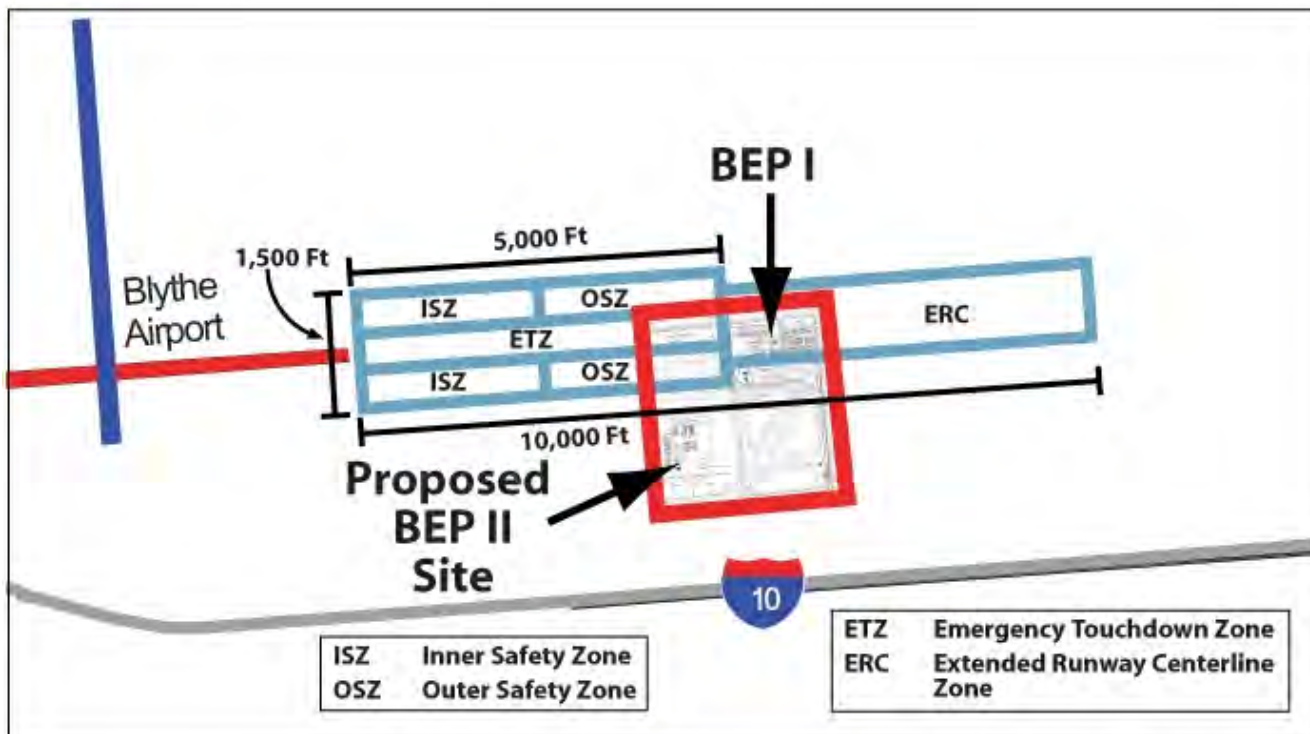 BEP I
5,000 Ft
1,500 Ft
Blythe
Airport
ISZ
OSZ
ERC
ETZ
ISZ
OSZ
10,000 Ft
Proposed
BEP II
Site
10
ISZ Inner Safety Zone
OSZ Outer Safety Zone
ETZ Emergency Touchdown Zone
ERC Extended Runway Centerline
Zone